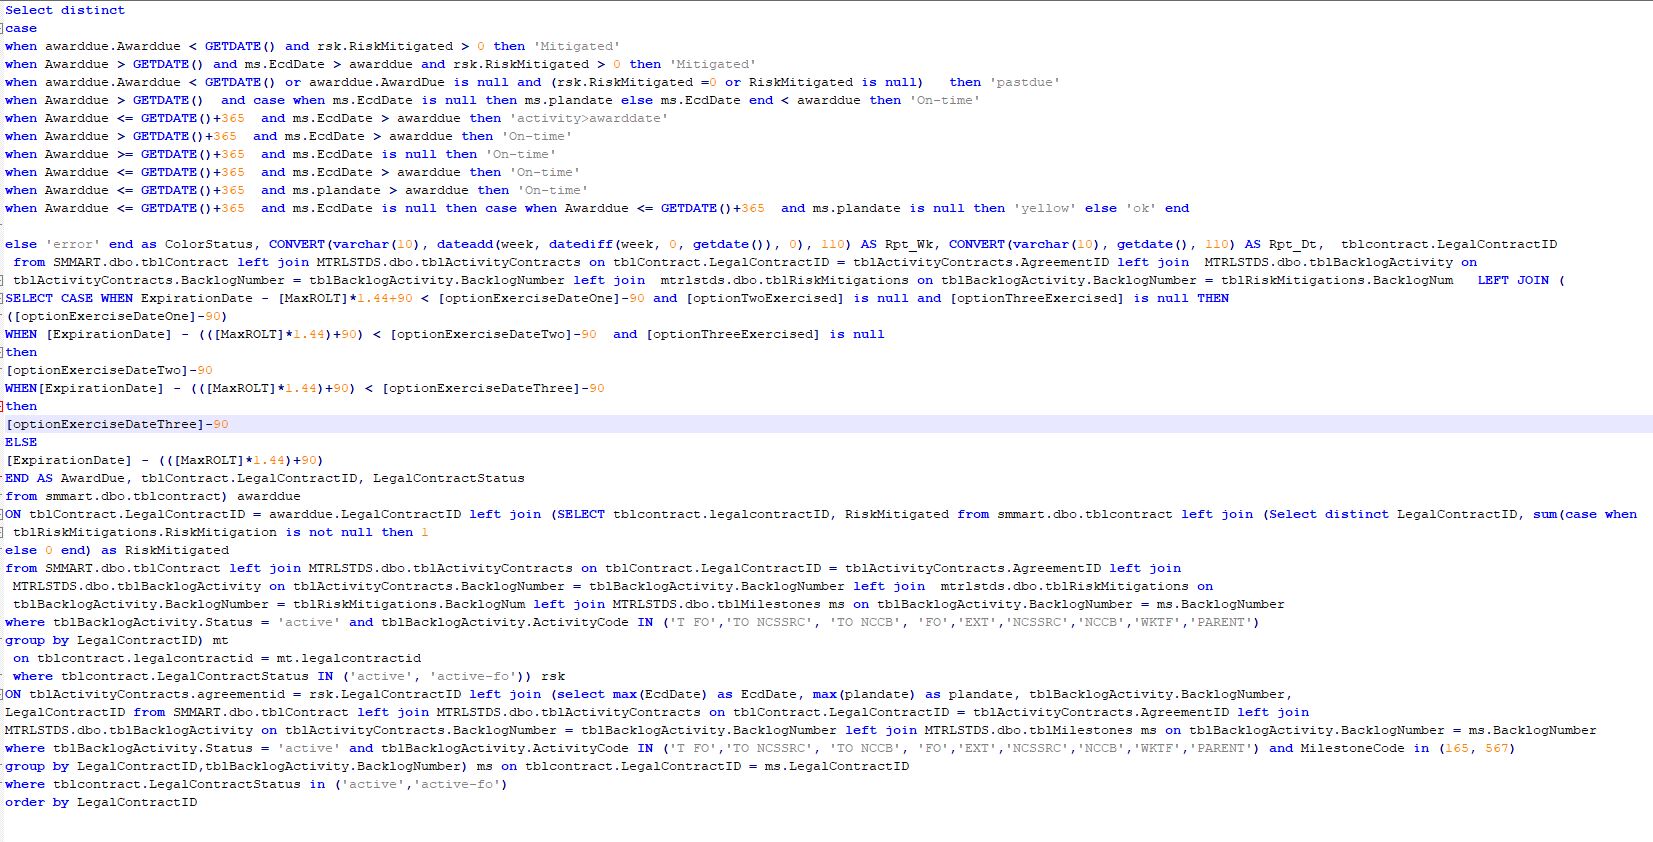 Select distinct
case
when awarddue.Awarddue < GETDATE() and rsk.RiskMitigated > 0 then 'Mitigated'
when Awarddue > GETDATE() and ms.EcdDate > awarddue and rsk.RiskMitigated > 0 then 'Mitigated'
when awarddue.Awarddue < GETDATE() or awarddue.AwardDue is null and (rsk.RiskMitigated =0 or RiskMitigated is null)   then 'pastdue'
when Awarddue > GETDATE()  and case when ms.EcdDate is null then ms.plandate else ms.EcdDate end < awarddue then 'On-time'
when Awarddue <= GETDATE()+365  and ms.EcdDate > awarddue then 'activity>awarddate'
when Awarddue > GETDATE()+365  and ms.EcdDate > awarddue then 'On-time'
when Awarddue >= GETDATE()+365  and ms.EcdDate is null then 'On-time'
when Awarddue <= GETDATE()+365  and ms.EcdDate > awarddue then 'On-time'
when Awarddue <= GETDATE()+365  and ms.plandate > awarddue then 'On-time'
when Awarddue <= GETDATE()+365  and ms.EcdDate is null then case when Awarddue <= GETDATE()+365  and ms.plandate is null then 'yellow' else 'ok' end
else 'error' end as ColorStatus, CONVERT(varchar(10), dateadd(week, datediff(week, 0, getdate()), 0), 110) AS Rpt_Wk, CONVERT(varchar(10), getdate(), 110) AS Rpt_Dt,  tblcontract.LegalContractID
from SMMART.dbo.tblContract left join MTRLSTDS.dbo.tblActivityContracts on tblContract.LegalContractID = tblActivityContracts.AgreementID left join  MTRLSTDS.dbo.tblBacklogActivity on
tblActivityContracts.BacklogNumber = tblBacklogActivity.BacklogNumber left join  mtrlstds.dbo.tblRiskMitigations on tblBacklogActivity.BacklogNumber = tblRiskMitigations.BacklogNum   LEFT JOIN (
SELECT CASE WHEN ExpirationDate - [MaxROLT]*1.44+90 < [optionExerciseDateOne]-90 and [optionTwoExercised] is null and [optionThreeExercised] is null THEN
([optionExerciseDateOne]-90)
WHEN [ExpirationDate] - (([MaxROLT]*1.44)+90) < [optionExerciseDateTwo]-90  and [optionThreeExercised] is null
then
[optionExerciseDateTwo]-90
WHEN[ExpirationDate] - (([MaxROLT]*1.44)+90) < [optionExerciseDateThree]-90
then
[optionExerciseDateThree]-90
ELSE
[ExpirationDate] - (([MaxROLT]*1.44)+90)
END AS AwardDue, tblContract.LegalContractID, LegalContractStatus
from smmart.dbo.tblcontract) awarddue
ON tblContract.LegalContractID = awarddue.LegalContractID left join (SELECT tblcontract.legalcontractID, RiskMitigated from smmart.dbo.tblcontract left join (Select distinct LegalContractID, sum(case when
tblRiskMitigations.RiskMitigation is not null then 1
else 0 end) as RiskMitigated
from SMMART.dbo.tblContract left join MTRLSTDS.dbo.tblActivityContracts on tblContract.LegalContractID = tblActivityContracts.AgreementID left join
MTRLSTDS.dbo.tblBacklogActivity on tblActivityContracts.BacklogNumber = tblBacklogActivity.BacklogNumber left join  mtrlstds.dbo.tblRiskMitigations on
tblBacklogActivity.BacklogNumber = tblRiskMitigations.BacklogNum left join MTRLSTDS.dbo.tblMilestones ms on tblBacklogActivity.BacklogNumber = ms.BacklogNumber
where tblBacklogActivity.Status = 'active' and tblBacklogActivity.ActivityCode IN ('T FO','TO NCSSRC', 'TO NCCB', 'FO','EXT','NCSSRC','NCCB','WKTF','PARENT')
group by LegalContractID) mt
on tblcontract.legalcontractid = mt.legalcontractid
where tblcontract.LegalContractStatus IN ('active', 'active-fo')) rsk
ON tblActivityContracts.agreementid = rsk.LegalContractID left join (select max(EcdDate) as EcdDate, max(plandate) as plandate, tblBacklogActivity.BacklogNumber,
LegalContractID from SMMART.dbo.tblContract left join MTRLSTDS.dbo.tblActivityContracts on tblContract.LegalContractID = tblActivityContracts.AgreementID left join
MTRLSTDS.dbo.tblBacklogActivity on tblActivityContracts.BacklogNumber = tblBacklogActivity.BacklogNumber left join MTRLSTDS.dbo.tblMilestones ms on tblBacklogActivity.BacklogNumber = ms.BacklogNumber
where tblBacklogActivity.Status = 'active' and tblBacklogActivity.ActivityCode IN ('T FO','TO NCSSRC', 'TO NCCB', 'FO','EXT','NCSSRC','NCCB','WKTF','PARENT') and MilestoneCode in (165, 567)
group by LegalContractID,tblBacklogActivity.BacklogNumber) ms on tblcontract.LegalContractID = ms.LegalContractID
where tblcontract.LegalContractStatus in ('active','active-fo')
order by LegalContractID